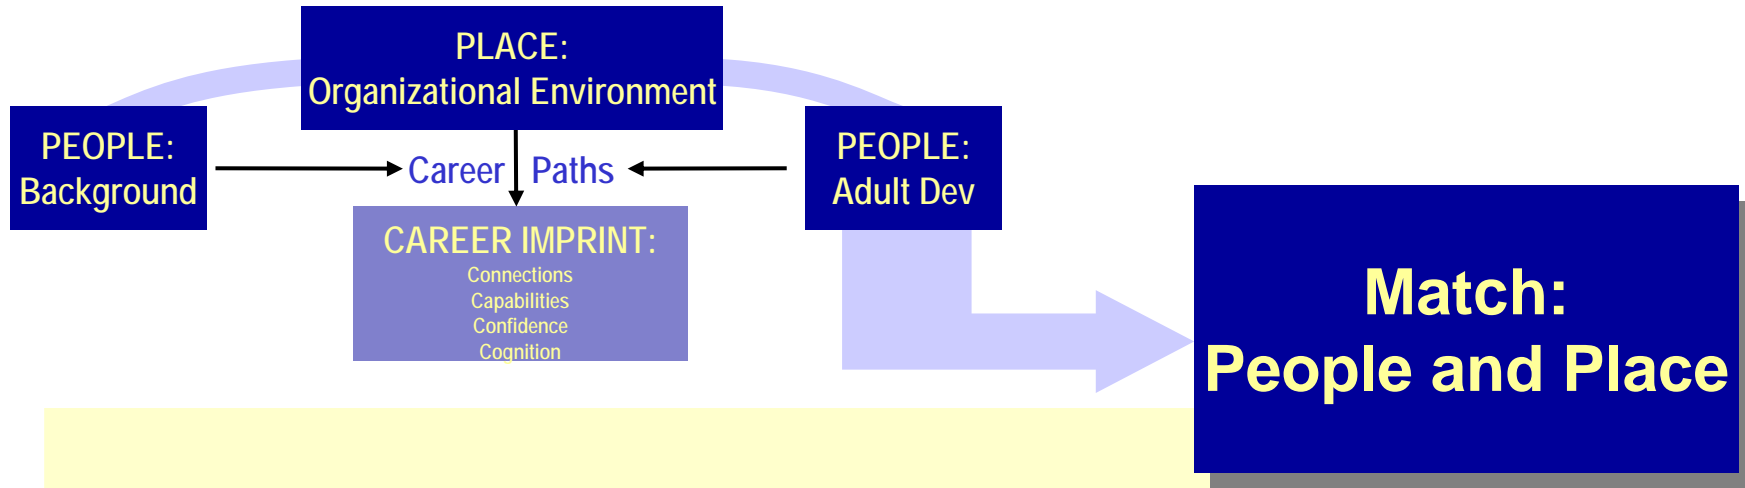 PLACE:
Organizational Environment
PEOPLE:
Background
Career Paths
PEOPLE:
Adult Dev
CAREER IMPRINT:
Connections
Capabilities
Confidence
Cognition
Match:
People and Place